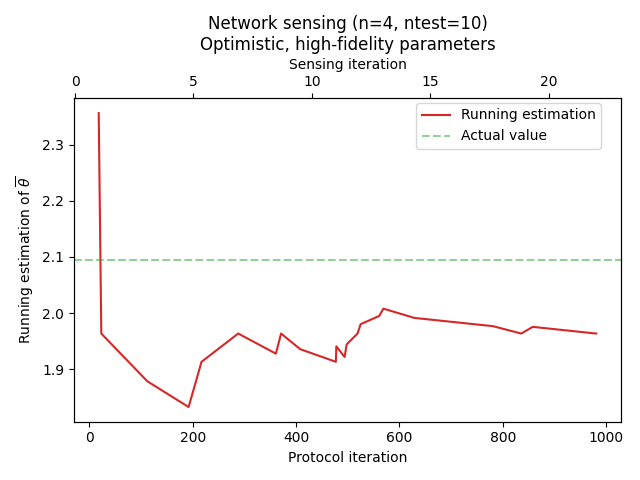 Network sensing (n=4, ntest=10)
Optimistic, high-fidelity parameters
Sensing iteration
0 5 10 15 20
Running estimation
Actual value
2.3
2.2
2.1
2.0
1.9
Running estimation of θ̅
0 200 400 600 800 1000
Protocol iteration